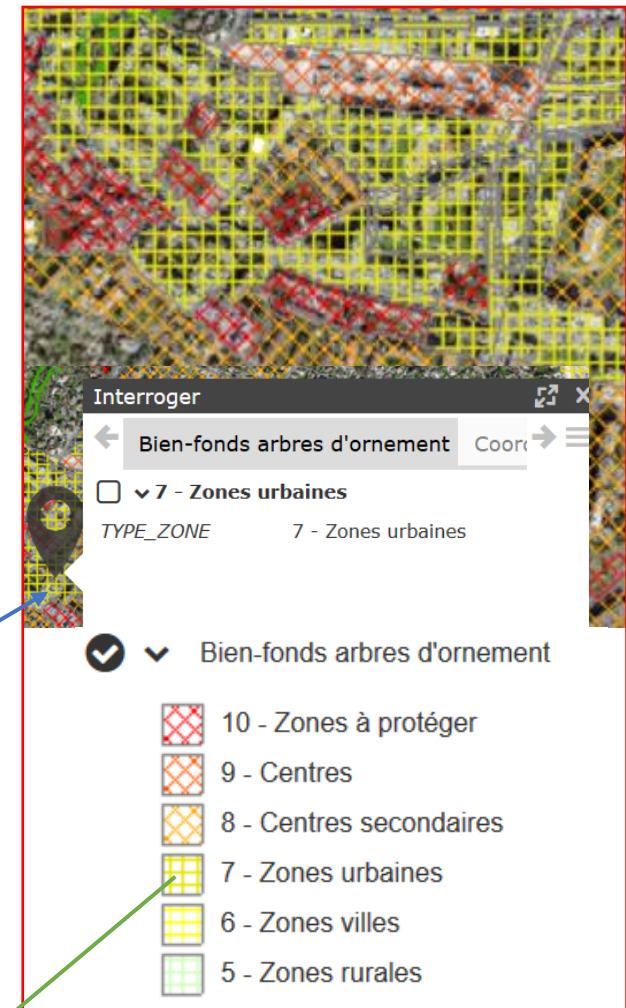 Interroger
Bien-fonds arbres d'ornement Coor
7 - Zones urbaines
TYPE_ZONE 7 - Zones urbaines
Bien-fonds arbres d'ornement
10 - Zones à protéger
9 - Centres
8 - Centres secondaires
7 - Zones urbaines
6 - Zones villes
5 - Zones rurales